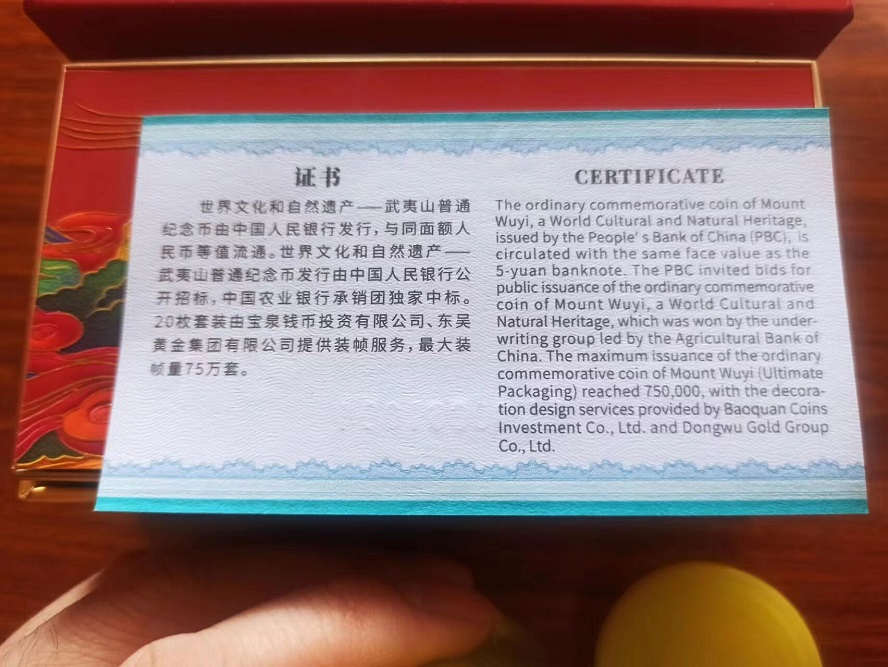 证书
世界文化和自然遗产——武夷山普通
纪念币由中国人民银行发行，与同面额人
民币等值流通。世界文化和自然遗产——
武夷山普通纪念币发行由中国人民银行公
开招标，中国农业银行承销团独家中标。
20枚套装由宝泉钱币投资有限公司、东吴
黄金集团有限公司提供装帧服务，最大装
帧量75万套。
CERTIFICATE
The ordinary commemorative coin of Mount
Wuyi, a World Cultural and Natural Heritage,
issued by the People' s Bank of China (PBC), is
circulated with the same face value as the
5-yuan banknote. The PBC invited bids for
public issuance of the ordinary commemorative
coin of Mount Wuyi, a World Cultural and
Natural Heritage, which was won by the under-
writing group led by the Agricultural Bank of
China. The maximum issuance of the ordinary
commemorative coin of Mount Wuyi (Ultimate
Packaging) reached 750,000, with the decora-
tion design services provided by Baoquan Coins
Investment Co., Ltd. and Dongwu Gold Group
Co., Ltd.